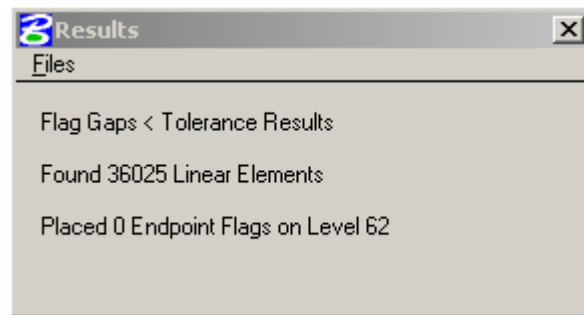 Results
Files
Flag Gaps < Tolerance Results
Found 36025 Linear Elements
Placed 0 Endpoint Flags on Level 62